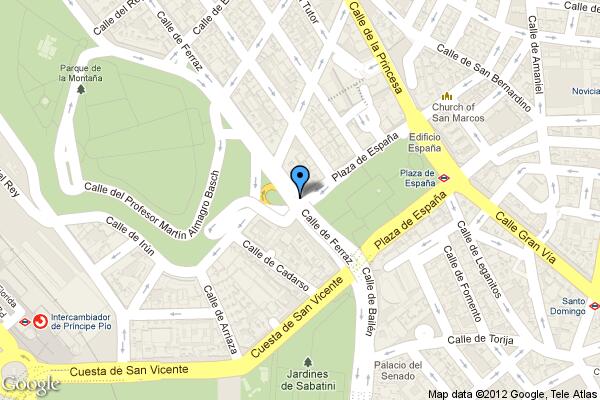 Calle del Ru
Calle de Ferraz
Tutor
Calle de la Princesa
Calle de Amaniel
Calle de San Bernardino
Parque de
la Montaña
Novicia
Church of
San Marcos
Edificio
España
Plaza de España
Plaza de
España
Calle del Profesor Martín Almagro Basch
el Rey
Calle de Irún
Calle de Ferraz
Plaza de España
Calle Gran Vía
Calle de Cadarso
Calle de Leganitos
Calle de Fomento
Calle de Bailén
Calle de Arriaza
Florida
Intercambiador
de Príncipe Pío
Cuesta de San Vicente
Santo
Domingo
Calle de Torija
Cuesta de San Vicente
Palacio del
Senado
Jardines
de Sabatini
Google
Map data ©2012 Google, Tele Atlas